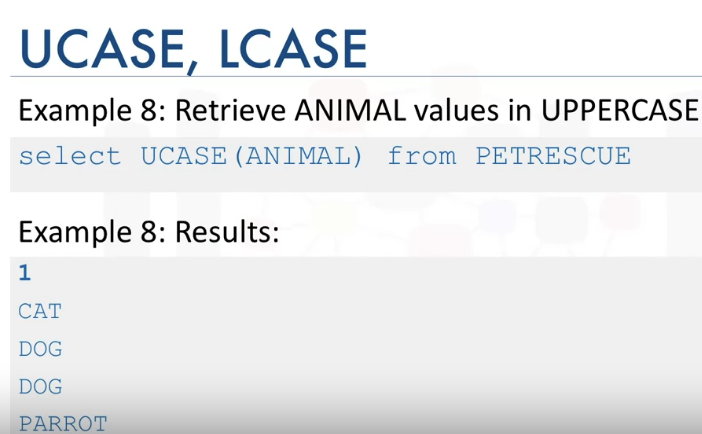 UCASE, LCASE
Example 8: Retrieve ANIMAL values in UPPERCASE
select UCASE(ANIMAL) from PETRESCUE
Example 8: Results:
1
CAT
DOG
DOG
PARROT